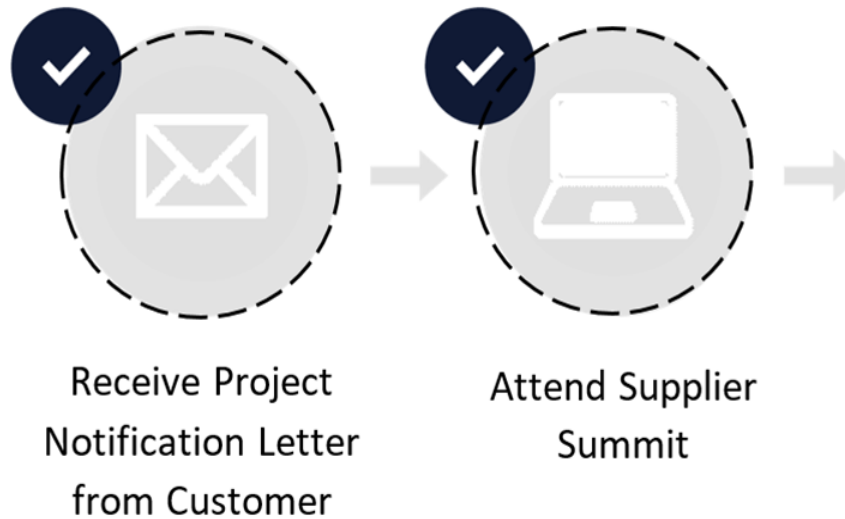 Receive Project
Notification Letter
from Customer
Attend Supplier
Summit